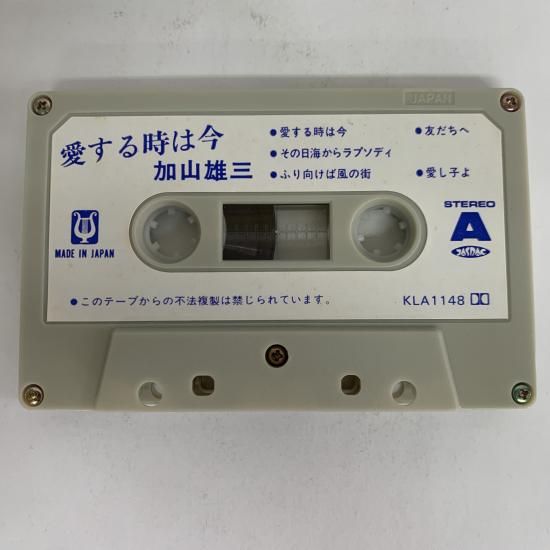 JAPAN
愛する時は今
加山雄三
●愛する時は今
●その日海からラプソディ
●ふり向けば風の街
●友だちへ
●愛し子よ
STEREO
A
JASRAC
MADE IN JAPAN
●このテープからの不法複製は禁じられています。
KLA1148